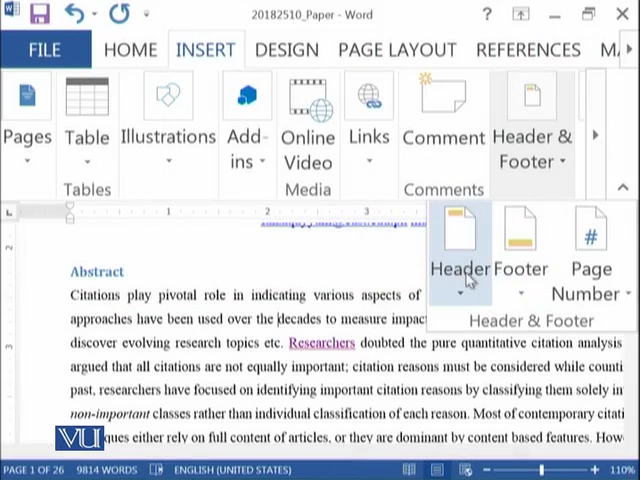 20182510_Paper - Word
FILE HOME INSERT DESIGN PAGE LAYOUT REFERENCES
Pages Table Illustrations Add-ins Online Video Links Comment Header & Footer
Tables Media Comments
1 2 3
Header Footer Page Number
Header & Footer
2
Abstract
Citations play pivotal role in indicating various aspects of
approaches have been used over the decades to measure
discover evolving research topics etc. Researchers doubted the pure quantitative citation analysis
3
argued that all citations are not equally important; citation reasons must be considered while
past, researchers have focused on identifying important citation reasons by classifying them solely
non-important classes rather than individual classification of each reason. Most of contemporary
VU
either rely on full content of articles, or they are dominant by content based features.
PAGE 1 OF 26 9814 WORDS ENGLISH (UNITED STATES) 110%